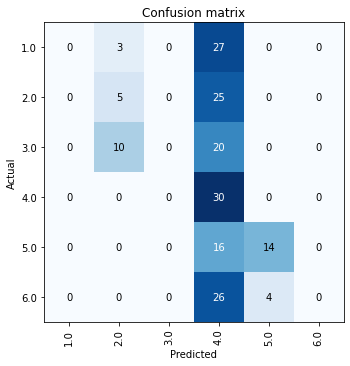 Confusion matrix
1.0 0 3 0 27 0 0
2.0 0 5 0 25 0 0
3.0 0 10 0 20 0 0
4.0 0 0 0 30 0 0
5.0 0 0 0 16 14 0
6.0 0 0 0 26 4 0
Actual
1.0 2.0 3.0 4.0 5.0 6.0
Predicted